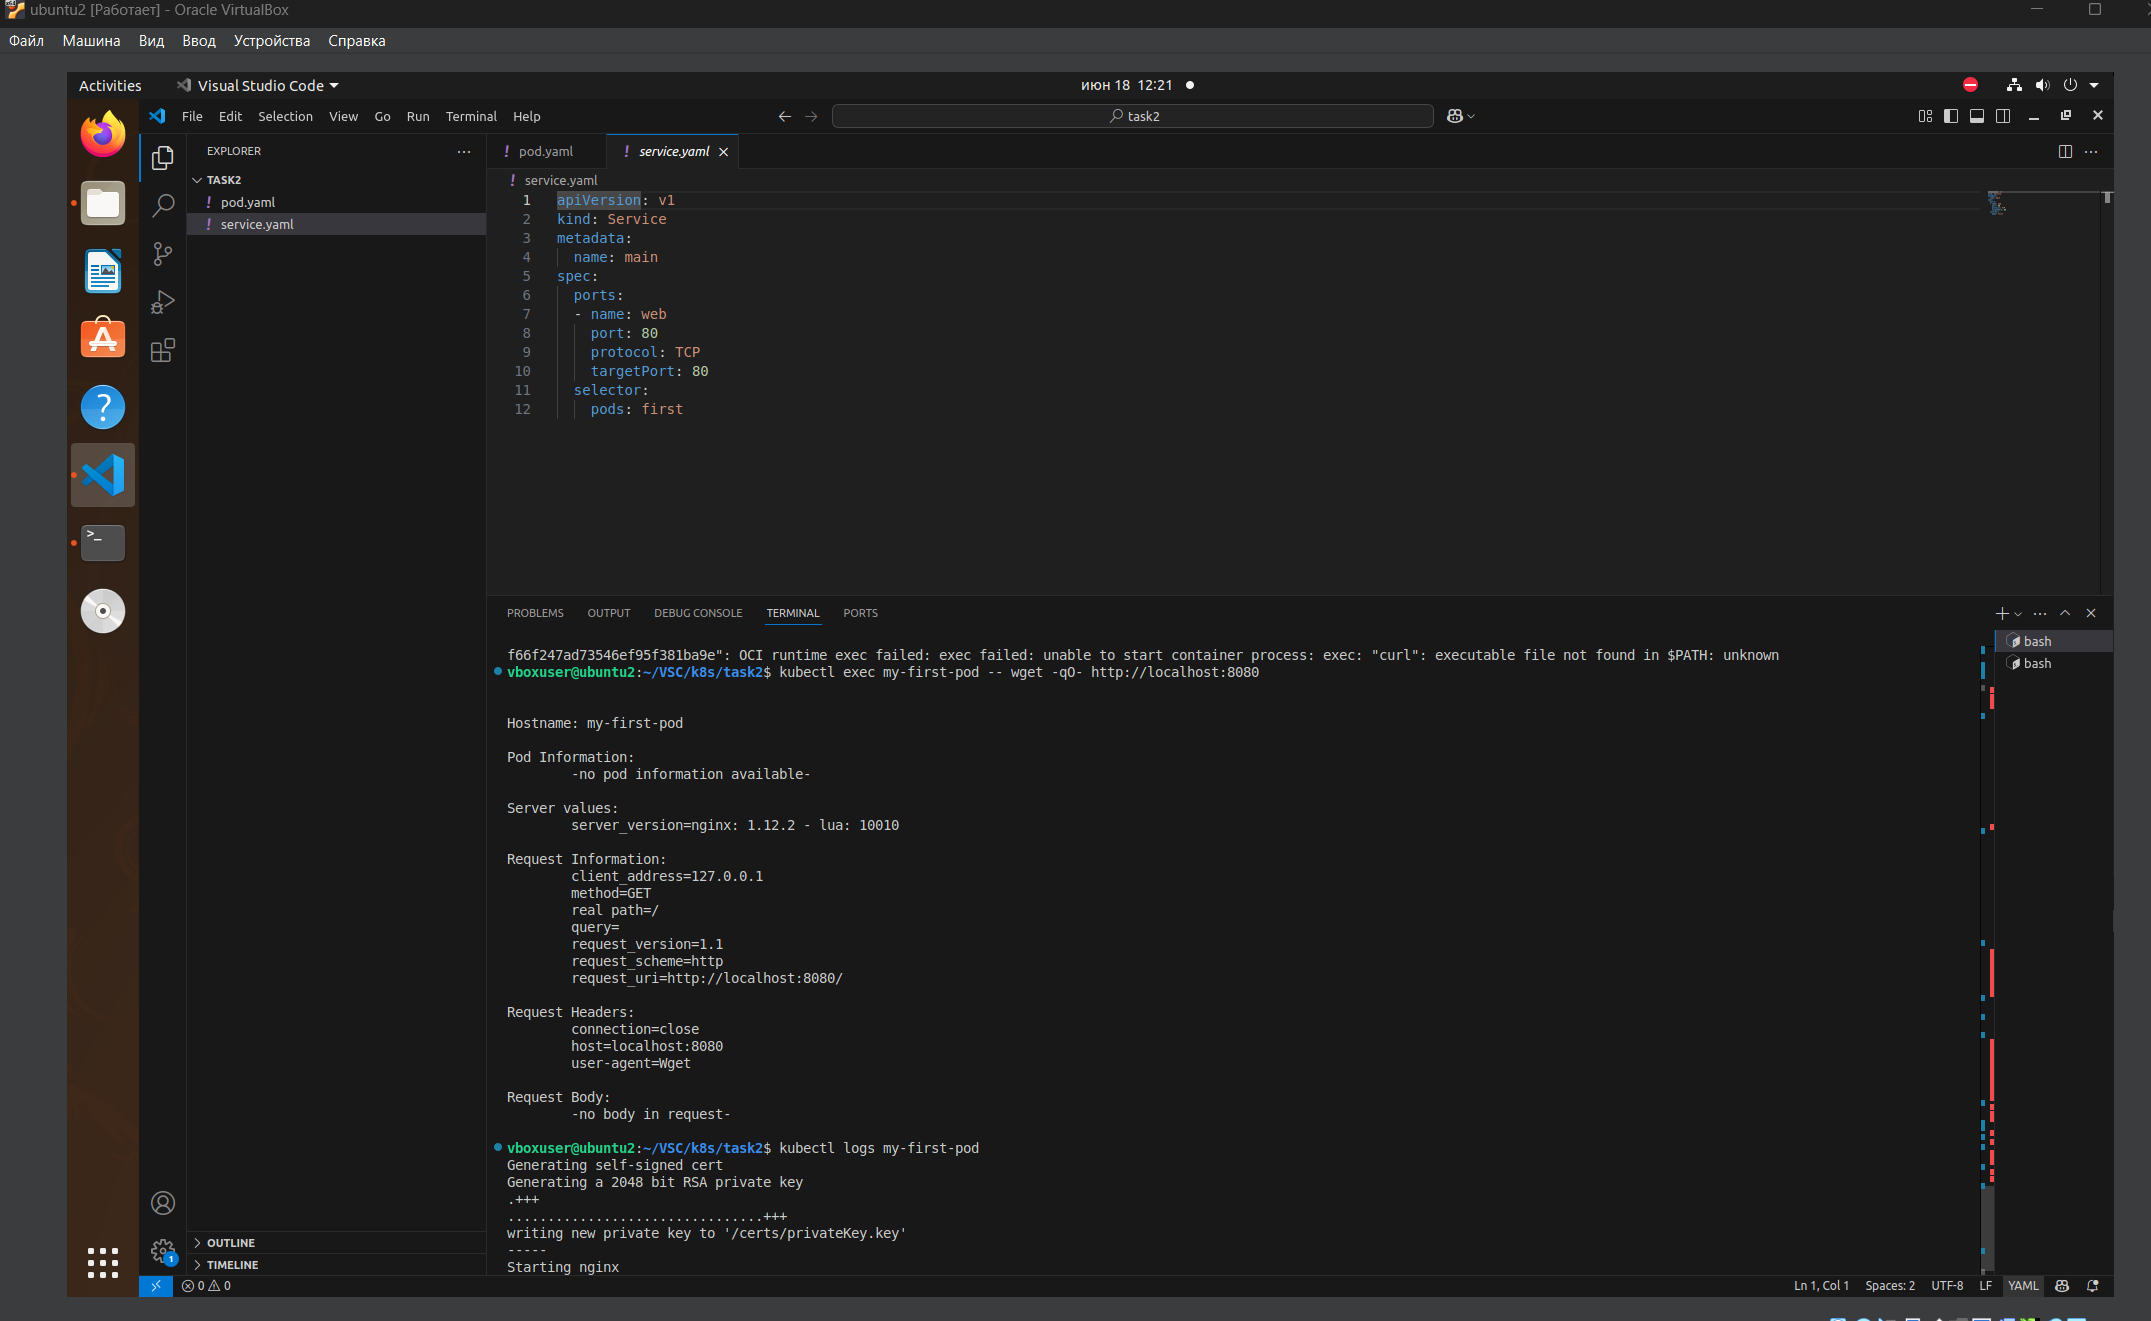 ubuntu2 [Работает] - Oracle VirtualBox
Файл Машина Вид Ввод Устройства Справка
Activities Visual Studio Code июн 18 12:21
File Edit Selection View Go Run Terminal Help task2
EXPLORER
TASK2
! pod.yaml
! service.yaml
! pod.yaml ! service.yaml
! service.yaml
1 apiVersion: v1
2 kind: Service
3 metadata:
4 name: main
5 spec:
6 ports:
7 - name: web
8 port: 80
9 protocol: TCP
10 targetPort: 80
11 selector:
12 pods: first
PROBLEMS OUTPUT DEBUG CONSOLE TERMINAL PORTS
bash
bash
f66f247ad73546ef95f381ba9e": OCI runtime exec failed: exec failed: unable to start container process: exec: "curl": executable file not found in $PATH: unknown
vboxuser@ubuntu2:~/VSC/k8s/task2$ kubectl exec my-first-pod -- wget -qO- http://localhost:8080
Hostname: my-first-pod
Pod Information:
-no pod information available-
Server values:
server_version=nginx: 1.12.2 - lua: 10010
Request Information:
client_address=127.0.0.1
method=GET
real path=/
query=
request_version=1.1
request_scheme=http
request_uri=http://localhost:8080/
Request Headers:
connection=close
host=localhost:8080
user-agent=Wget
Request Body:
-no body in request-
vboxuser@ubuntu2:~/VSC/k8s/task2$ kubectl logs my-first-pod
Generating self-signed cert
Generating a 2048 bit RSA private key
.+++
................................+++
writing new private key to '/certs/privateKey.key'
-----
Starting nginx
OUTLINE
TIMELINE
1
0 0 Ln 1, Col 1 Spaces: 2 UTF-8 LF YAML